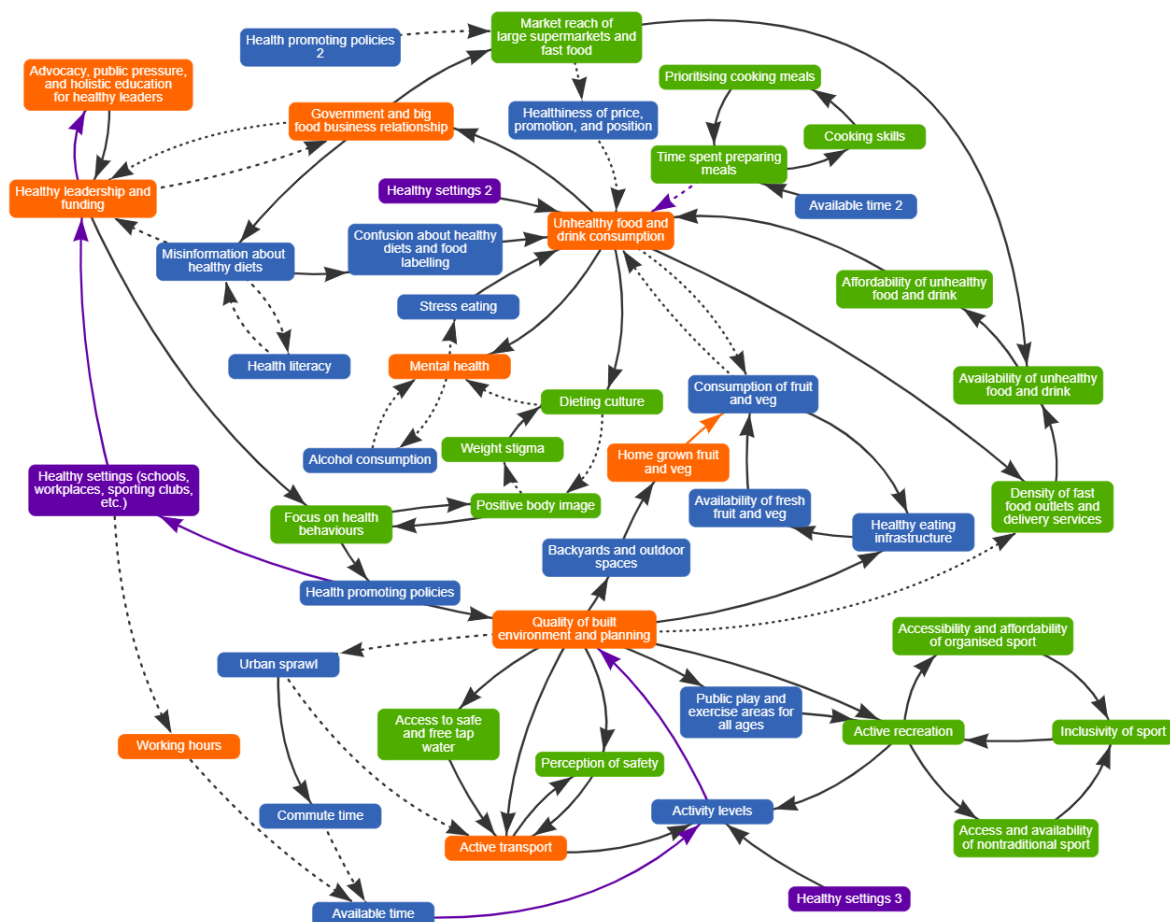 Market reach of
large supermarkets and
fast food
Health promoting policies
2
Advocacy, public pressure,
and holistic education
for healthy leaders
Prioritising cooking meals
Government and big
food business relationship
Healthiness of price,
promotion, and position
Cooking skills
Time spent preparing
meals
Healthy leadership and
funding
Healthy settings 2
Available time 2
Unhealthy food and
drink consumption
Misinformation about
healthy diets
Confusion about healthy
diets and food
labelling
Affordability of unhealthy
food and drink
Stress eating
Health literacy
Mental health
Consumption of fruit
and veg
Availability of unhealthy
food and drink
Dieting culture
Weight stigma
Alcohol consumption
Home grown fruit
and veg
Healthy settings (schools,
workplaces, sporting clubs,
etc.)
Positive body image
Focus on health
behaviours
Availability of fresh
fruit and veg
Density of fast
food outlets and
delivery services
Healthy eating
infrastructure
Backyards and outdoor
spaces
Health promoting policies
Quality of built
environment and planning
Accessibility and affordability
of organised sport
Urban sprawl
Public play and
exercise areas for
all ages
Access to safe
and free tap
water
Active recreation
Inclusivity of sport
Working hours
Perception of safety
Commute time
Activity levels
Access and availability
of nontraditional sport
Active transport
Healthy settings 3
Available time